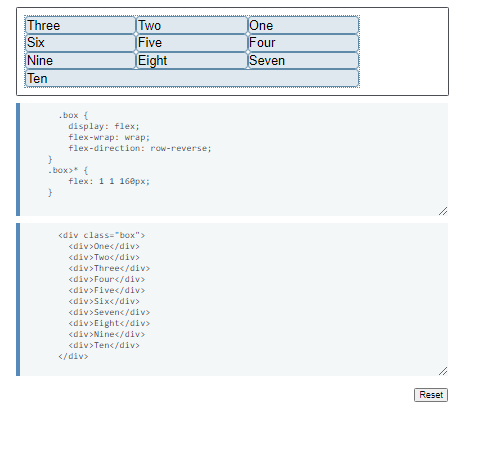 Three Two One
Six Five Four
Nine Eight Seven
Ten
.box {
display: flex;
flex-wrap: wrap;
flex-direction: row-reverse;
}
.box>* {
flex: 1 1 160px;
}
<div class="box">
<div>One</div>
<div>Two</div>
<div>Three</div>
<div>Four</div>
<div>Five</div>
<div>Six</div>
<div>Seven</div>
<div>Eight</div>
<div>Nine</div>
<div>Ten</div>
</div>
Reset